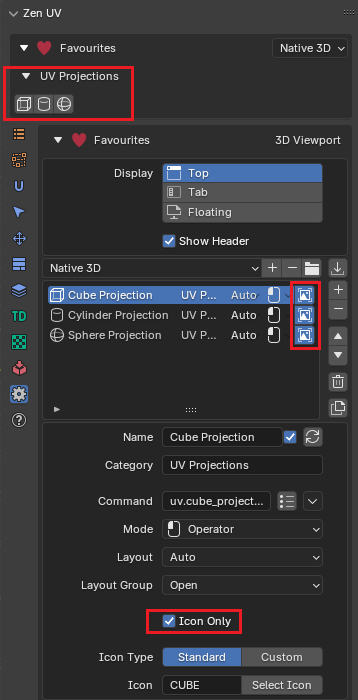 Zen UV
Favourites Native 3D
UV Projections
Favourites 3D Viewport
Display Top
Tab
Floating
Show Header
Native 3D
Cube Projection UV P... Auto
Cylinder Projection UV P... Auto
Sphere Projection UV P... Auto
U
TD
Name Cube Projection
Category UV Projections
Command uv.cube_project...
Mode Operator
Layout Auto
Layout Group Open
Icon Only
Icon Type Standard Custom
Icon CUBE Select Icon